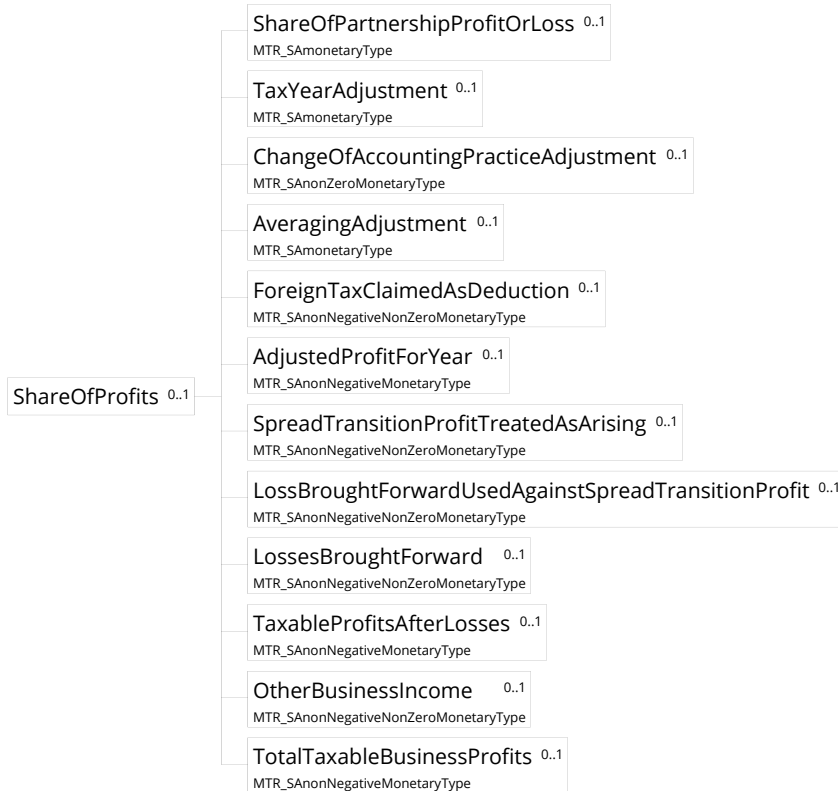 ShareOfPartnershipProfitOrLoss 0..1
MTR_SAmonetaryType
TaxYearAdjustment 0..1
MTR_SAmonetaryType
ChangeOfAccountingPracticeAdjustment 0..1
MTR_SAnonZeroMonetaryType
AveragingAdjustment 0..1
MTR_SAmonetaryType
ForeignTaxClaimedAsDeduction 0..1
MTR_SAnonNegativeNonZeroMonetaryType
AdjustedProfitForYear 0..1
MTR_SAnonNegativeMonetaryType
ShareOfProfits 0..1
SpreadTransitionProfitTreatedAsArising 0..1
MTR_SAnonNegativeNonZeroMonetaryType
LossBroughtForwardUsedAgainstSpreadTransitionProfit 0..1
MTR_SAnonNegativeNonZeroMonetaryType
LossesBroughtForward 0..1
MTR_SAnonNegativeNonZeroMonetaryType
TaxableProfitsAfterLosses 0..1
MTR_SAnonNegativeMonetaryType
OtherBusinessIncome 0..1
MTR_SAnonNegativeNonZeroMonetaryType
TotalTaxableBusinessProfits 0..1
MTR_SAnonNegativeMonetaryType